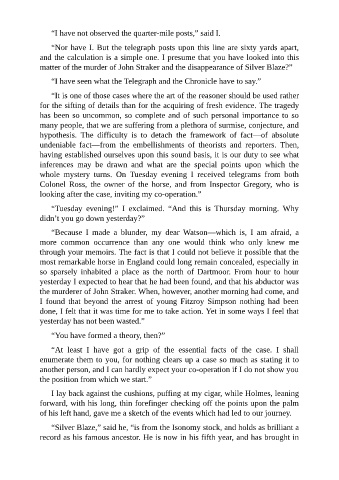 “I have not observed the quarter-mile posts,” said I.
“Nor have I. But the telegraph posts upon this line are sixty yards apart,
and the calculation is a simple one. I presume that you have looked into this
matter of the murder of John Straker and the disappearance of Silver Blaze?”
“I have seen what the Telegraph and the Chronicle have to say.”
“It is one of those cases where the art of the reasoner should be used rather
for the sifting of details than for the acquiring of fresh evidence. The tragedy
has been so uncommon, so complete and of such personal importance to so
many people, that we are suffering from a plethora of surmise, conjecture, and
hypothesis. The difficulty is to detach the framework of fact—of absolute
undeniable fact—from the embellishments of theorists and reporters. Then,
having established ourselves upon this sound basis, it is our duty to see what
inferences may be drawn and what are the special points upon which the
whole mystery turns. On Tuesday evening I received telegrams from both
Colonel Ross, the owner of the horse, and from Inspector Gregory, who is
looking after the case, inviting my co-operation.”
“Tuesday evening!” I exclaimed. “And this is Thursday morning. Why
didn’t you go down yesterday?”
“Because I made a blunder, my dear Watson—which is, I am afraid, a
more common occurrence than any one would think who only knew me
through your memoirs. The fact is that I could not believe it possible that the
most remarkable horse in England could long remain concealed, especially in
so sparsely inhabited a place as the north of Dartmoor. From hour to hour
yesterday I expected to hear that he had been found, and that his abductor was
the murderer of John Straker. When, however, another morning had come, and
I found that beyond the arrest of young Fitzroy Simpson nothing had been
done, I felt that it was time for me to take action. Yet in some ways I feel that
yesterday has not been wasted.”
“You have formed a theory, then?”
“At least I have got a grip of the essential facts of the case. I shall
enumerate them to you, for nothing clears up a case so much as stating it to
another person, and I can hardly expect your co-operation if I do not show you
the position from which we start.”
I lay back against the cushions, puffing at my cigar, while Holmes, leaning
forward, with his long, thin forefinger checking off the points upon the palm
of his left hand, gave me a sketch of the events which had led to our journey.
“Silver Blaze,” said he, “is from the Isonomy stock, and holds as brilliant a
record as his famous ancestor. He is now in his fifth year, and has brought in